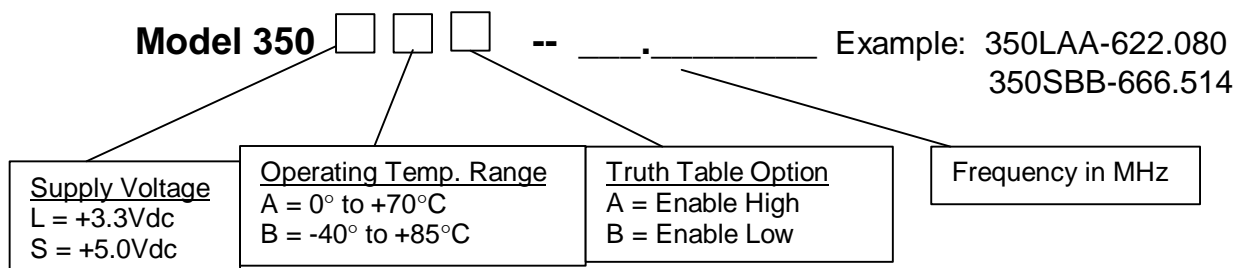 Model 350 -- ___.________ Example: 350LAA-622.080
350SBB-666.514
Supply Voltage
L = +3.3Vdc
S = +5.0Vdc
Operating Temp. Range
A = 0° to +70°C
B = -40° to +85°C
Truth Table Option
A = Enable High
B = Enable Low
Frequency in MHz